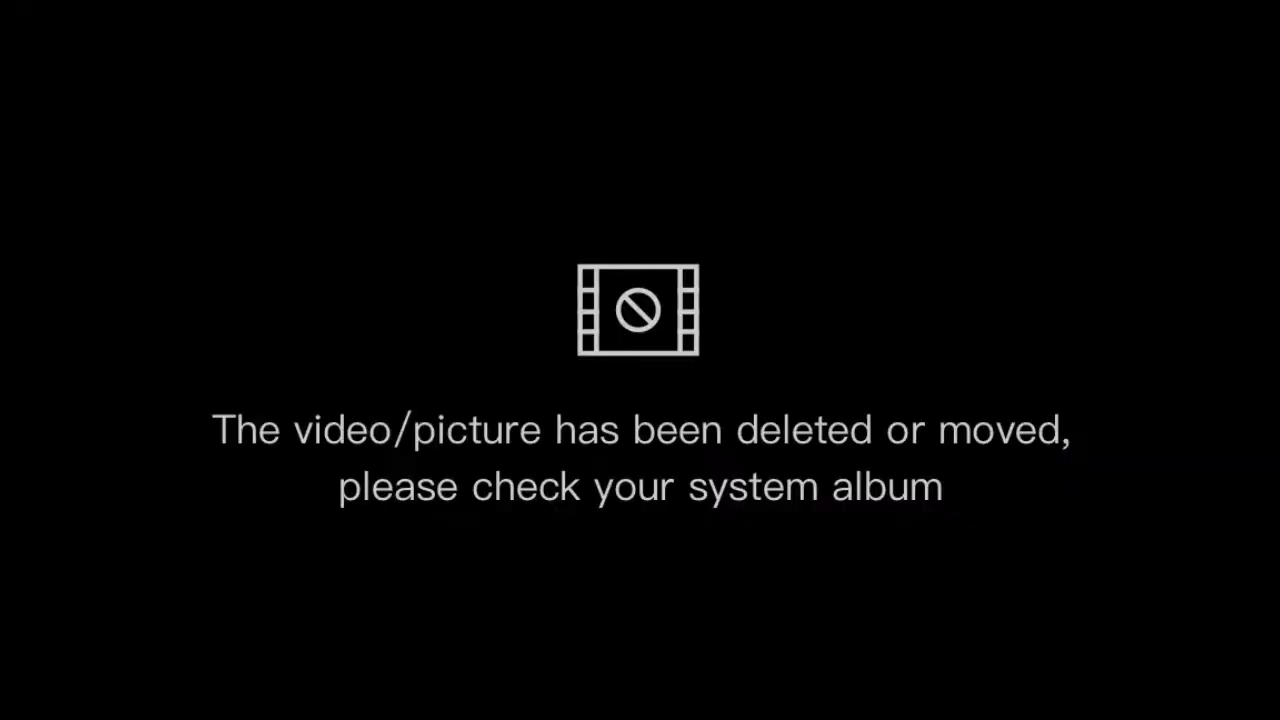 The video/picture has been deleted or moved,
please check your system album